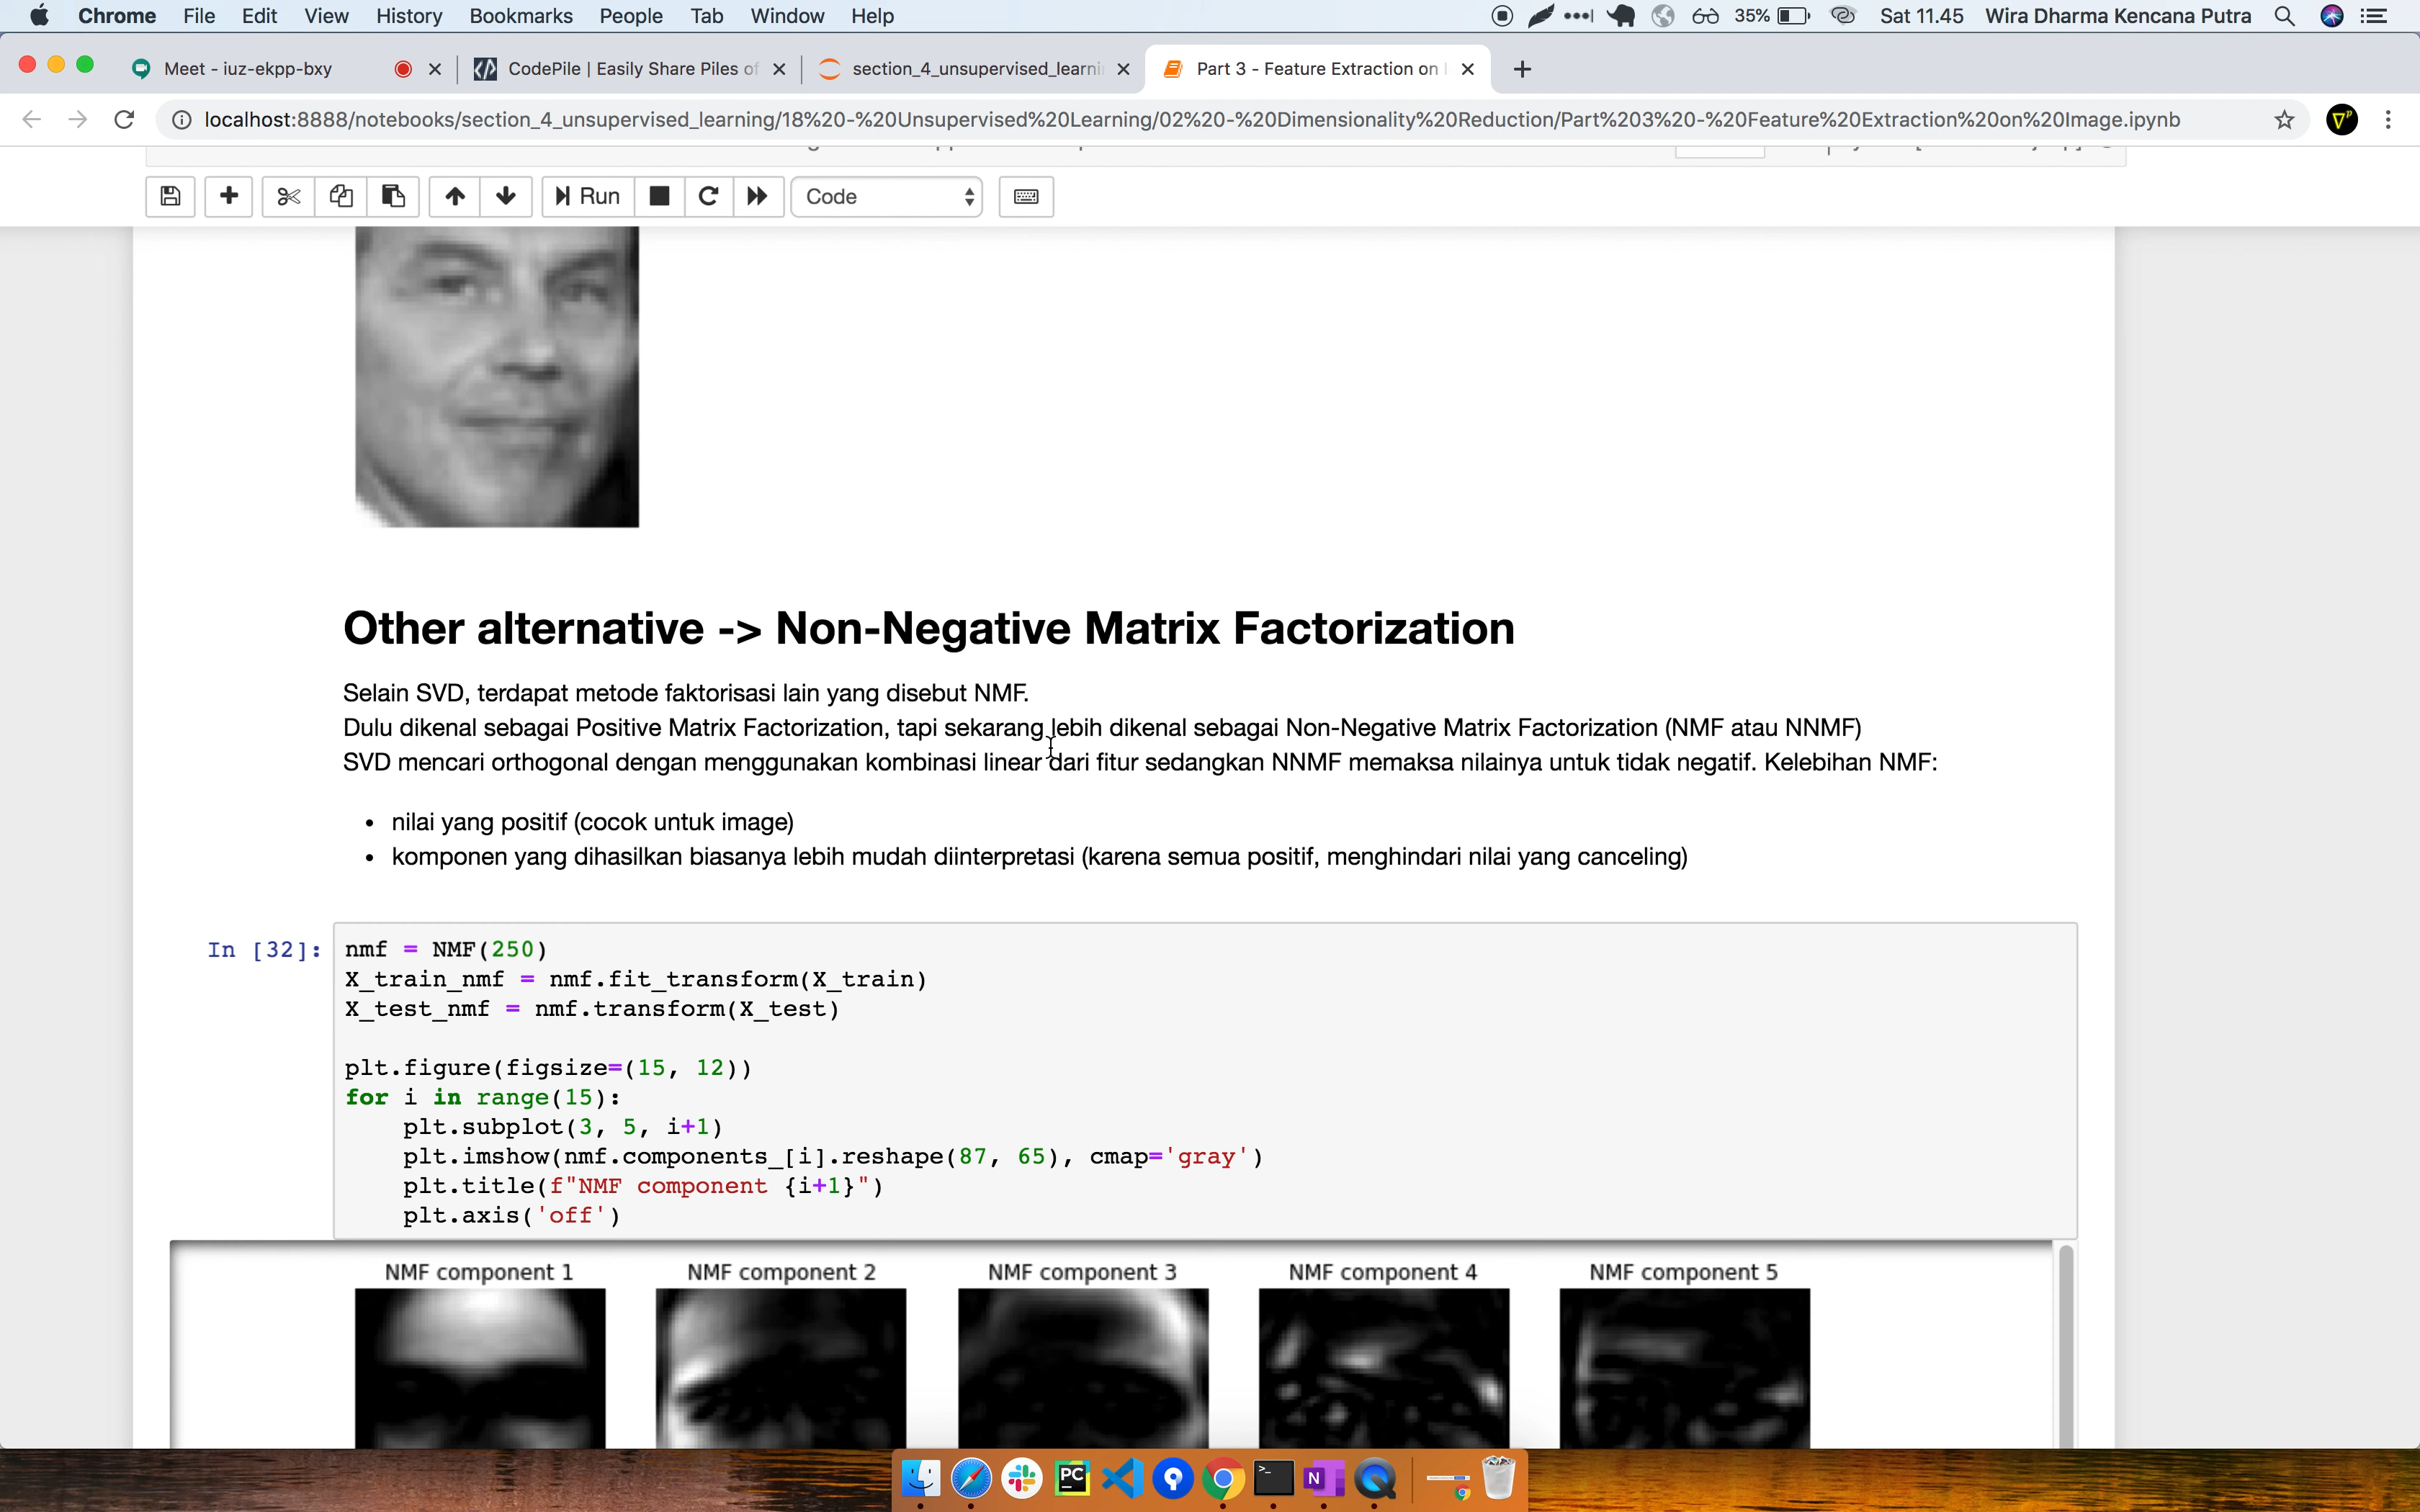 Chrome File Edit View History Bookmarks People Tab Window Help 35% Sat 11.45 Wira Dharma Kencana Putra
Meet - iuz-ekpp-bxy CodePile | Easily Share Piles of section_4_unsupervised_learni Part 3 - Feature Extraction on
localhost:8888/notebooks/section_4_unsupervised_learning/18%20-%20Unsupervised%20Learning/02%20-%20Dimensionality%20Reduction/Part%203%20-%20Feature%20Extraction%20on%20Image.ipynb
Run Code
Other alternative -> Non-Negative Matrix Factorization
Selain SVD, terdapat metode faktorisasi lain yang disebut NMF.
Dulu dikenal sebagai Positive Matrix Factorization, tapi sekarang lebih dikenal sebagai Non-Negative Matrix Factorization (NMF atau NNMF)
SVD mencari orthogonal dengan menggunakan kombinasi linear dari fitur sedangkan NNMF memaksa nilainya untuk tidak negatif. Kelebihan NMF:
• nilai yang positif (cocok untuk image)
• komponen yang dihasilkan biasanya lebih mudah diinterpretasi (karena semua positif, menghindari nilai yang canceling)
In [32]: nmf = NMF(250)
X_train_nmf = nmf.fit_transform(X_train)
X_test_nmf = nmf.transform(X_test)
plt.figure(figsize=(15, 12))
for i in range(15):
    plt.subplot(3, 5, i+1)
    plt.imshow(nmf.components_[i].reshape(87, 65), cmap='gray')
    plt.title(f"NMF component {i+1}")
    plt.axis('off')
NMF component 1 NMF component 2 NMF component 3 NMF component 4 NMF component 5